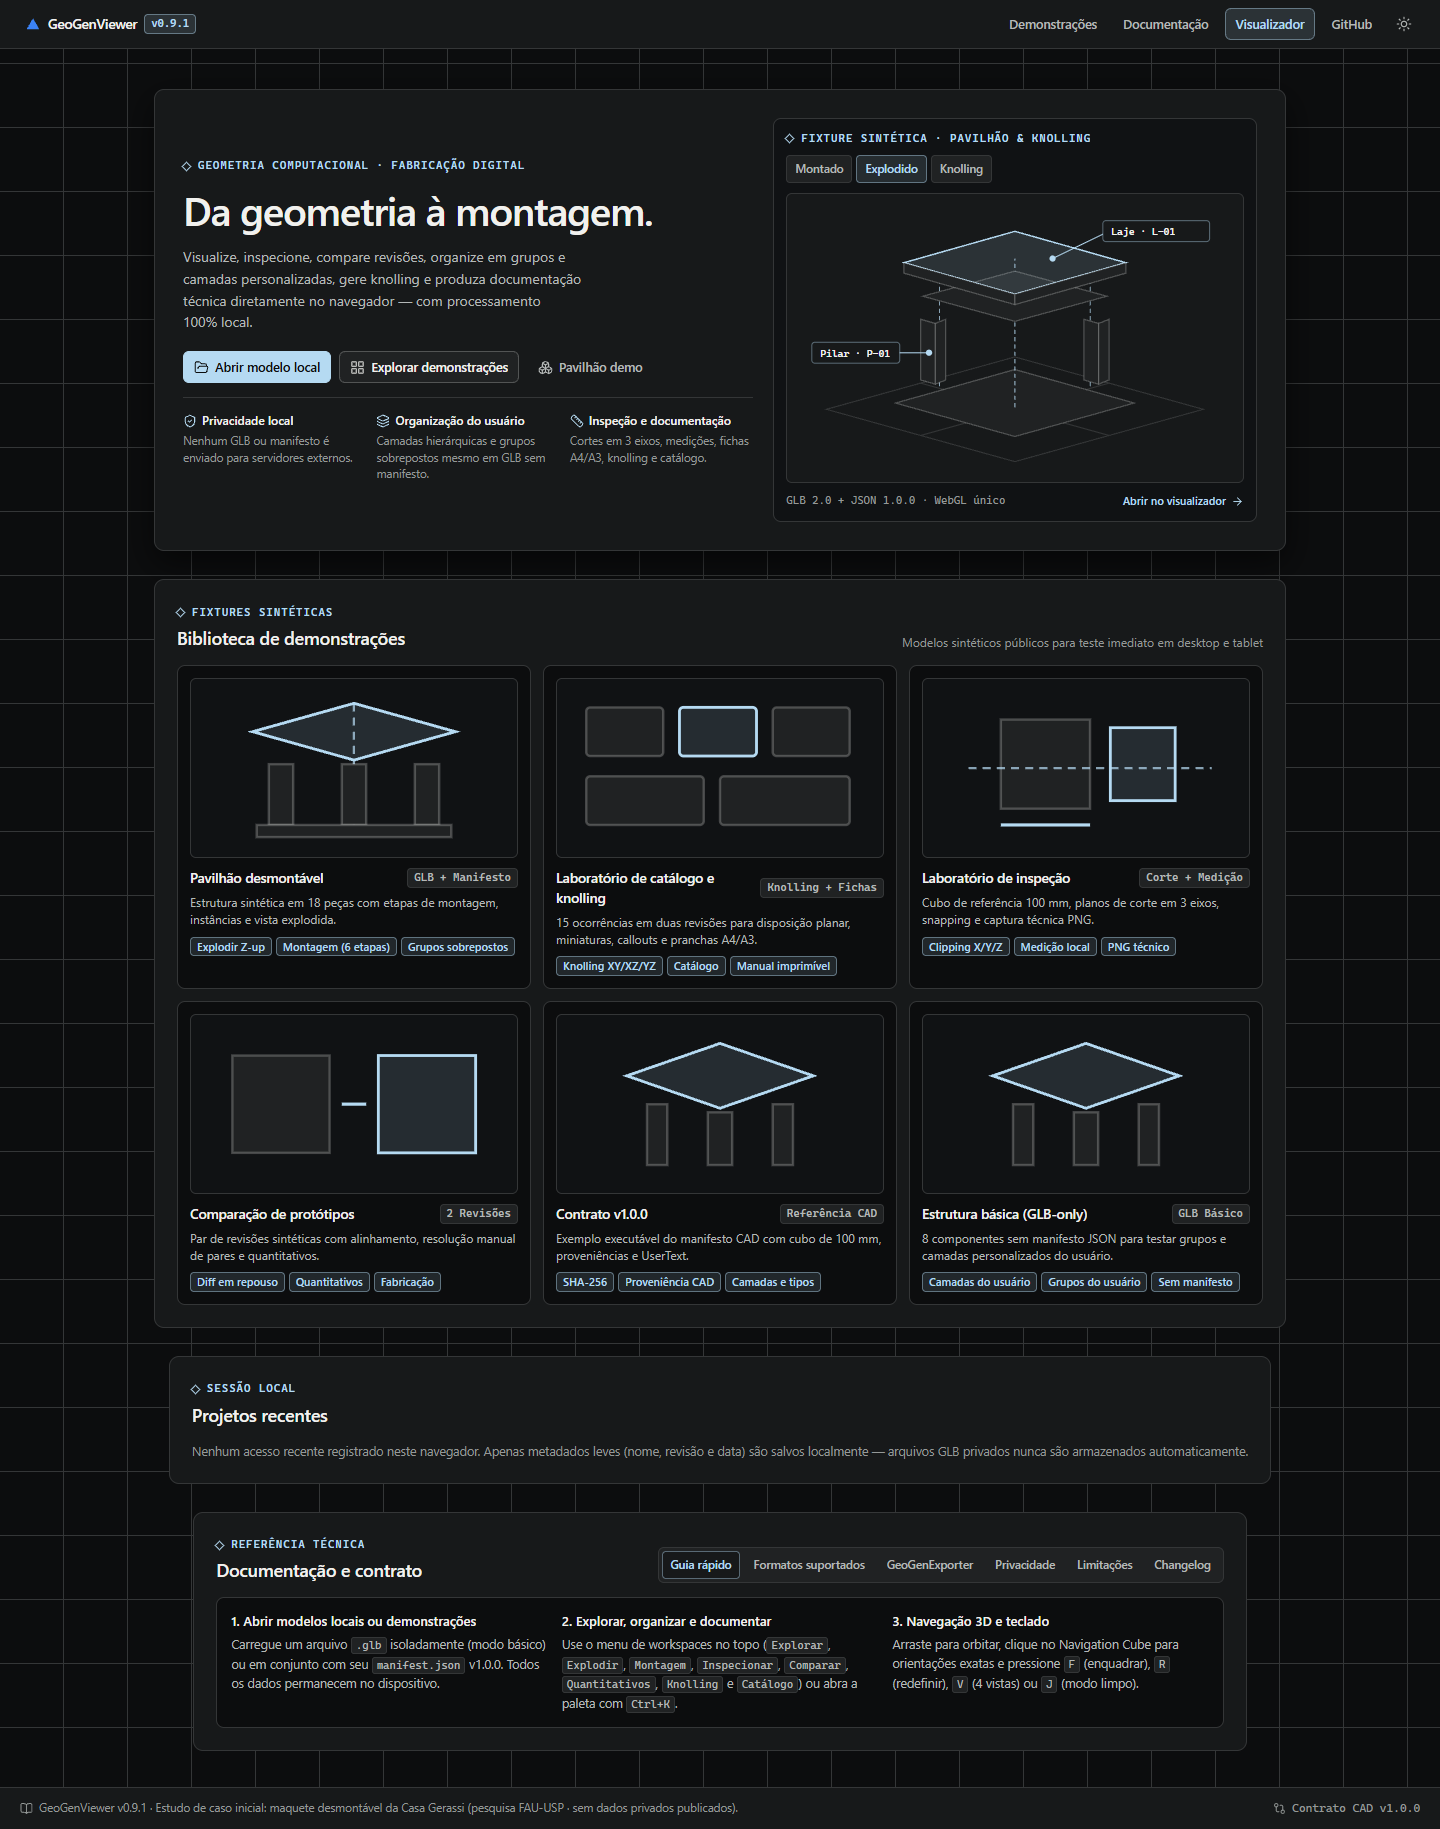 GeoGenViewer v0.9.1
Demonstrações Documentação Visualizador GitHub
GEOMETRIA COMPUTACIONAL · FABRICAÇÃO DIGITAL
Da geometria à montagem.
Visualize, inspecione, compare revisões, organize em grupos e
camadas personalizadas, gere knolling e produza documentação
técnica diretamente no navegador — com processamento
100% local.
Abrir modelo local Explorar demonstrações Pavilhão demo
Privacidade local
Nenhum GLB ou manifesto é
enviado para servidores externos.
Organização do usuário
Camadas hierárquicas e grupos
sobrepostos mesmo em GLB sem
manifesto.
Inspeção e documentação
Cortes em 3 eixos, medições, fichas
A4/A3, knolling e catálogo.
FIXTURE SINTÉTICA · PAVILHÃO & KNOLLING
Montado Explodido Knolling
Laje · L-01
Pilar · P-01
GLB 2.0 + JSON 1.0.0 · WebGL único
Abrir no visualizador →
FIXTURES SINTÉTICAS
Biblioteca de demonstrações
Modelos sintéticos públicos para teste imediato em desktop e tablet
Pavilhão desmontável GLB + Manifesto
Estrutura sintética em 18 peças com etapas de montagem,
instâncias e vista explodida.
Explodir Z-up Montagem (6 etapas) Grupos sobrepostos
Laboratório de catálogo e
knolling
Knolling + Fichas
15 ocorrências em duas revisões para disposição planar,
miniaturas, callouts e pranchas A4/A3.
Knolling XY/XZ/YZ Catálogo Manual imprimível
Laboratório de inspeção Corte + Medição
Cubo de referência 100 mm, planos de corte em 3 eixos,
snapping e captura técnica PNG.
Clipping X/Y/Z Medição local PNG técnico
Comparação de protótipos 2 Revisões
Par de revisões sintéticas com alinhamento, resolução manual
de pares e quantitativos.
Diff em repouso Quantitativos Fabricação
Contrato v1.0.0 Referência CAD
Exemplo executável do manifesto CAD com cubo de 100 mm,
proveniências e UserText.
SHA-256 Proveniência CAD Camadas e tipos
Estrutura básica (GLB-only) GLB Básico
8 componentes sem manifesto JSON para testar grupos e
camadas personalizados do usuário.
Camadas do usuário Grupos do usuário Sem manifesto
SESSÃO LOCAL
Projetos recentes
Nenhum acesso recente registrado neste navegador. Apenas metadados leves (nome, revisão e data) são salvos localmente — arquivos GLB privados nunca são armazenados automaticamente.
REFERÊNCIA TÉCNICA
Documentação e contrato
Guia rápido Formatos suportados GeoGenExporter Privacidade Limitações Changelog
1. Abrir modelos locais ou demonstrações
Carregue um arquivo .glb isoladamente (modo básico)
ou em conjunto com seu manifest.json v1.0.0. Todos
os dados permanecem no dispositivo.
2. Explorar, organizar e documentar
Use o menu de workspaces no topo (Explorar,
Explodir, Montagem, Inspecionar, Comparar,
Quantitativos, Knolling e Catálogo) ou abra a
paleta com Ctrl+K.
3. Navegação 3D e teclado
Arraste para orbitar, clique no Navigation Cube para
orientações exatas e pressione F (enquadrar), R
(redefinir), V (4 vistas) ou J (modo limpo).
GeoGenViewer v0.9.1 · Estudo de caso inicial: maquete desmontável da Casa Gerassi (pesquisa FAU-USP · sem dados privados publicados).
Contrato CAD v1.0.0